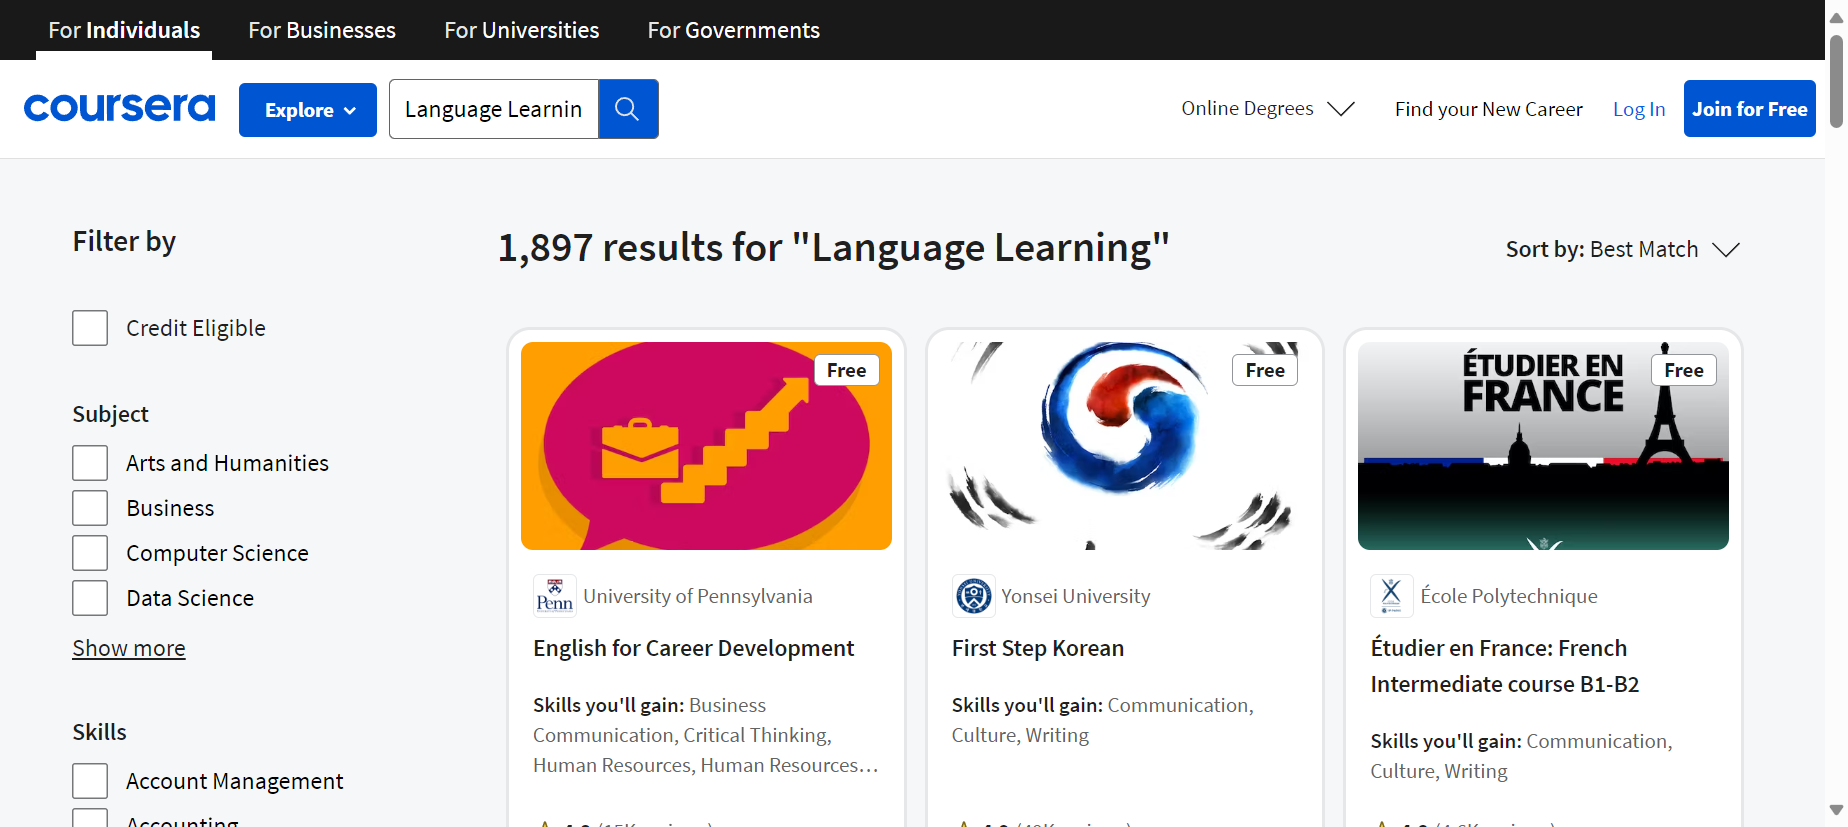 For Individuals
For Businesses
For Universities
For Governments
coursera
Explore
Language Learnin
Online Degrees
Find your New Career
Log In
Join for Free
Filter by
1,897 results for "Language Learning"
Sort by: Best Match
Credit Eligible
Subject
Arts and Humanities
Business
Computer Science
Data Science
Show more
Skills
Account Management
Accounting
Free
Penn
University of Pennsylvania
English for Career Development
Skills you'll gain: Business
Communication, Critical Thinking,
Human Resources, Human Resources…
Free
Yonsei University
First Step Korean
Skills you'll gain: Communication,
Culture, Writing
ÉTUDIER EN
FRANCE
Free
École Polytechnique
Étudier en France: French
Intermediate course B1-B2
Skills you'll gain: Communication,
Culture, Writing